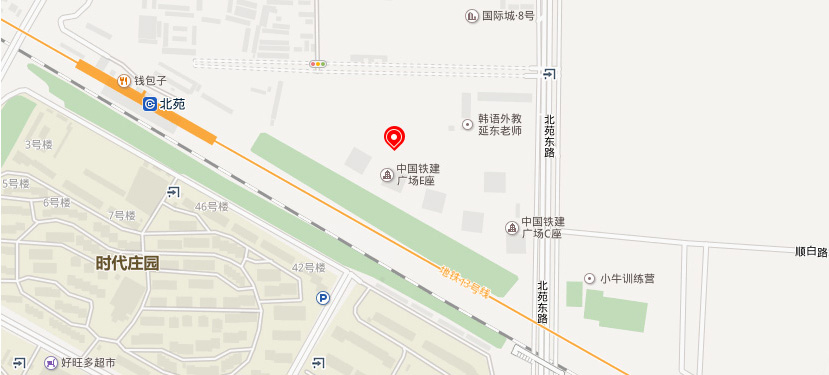 国际城·8号
钱包子
北苑
韩语外教
延东老师
北苑东路
3号楼
中国铁建
广场E座
5号楼
6号楼
7号楼
46号楼
中国铁建
广场C座
顺白路
时代庄园
42号楼
地铁13号线
小牛训练营
北苑东路
P
好旺多超市